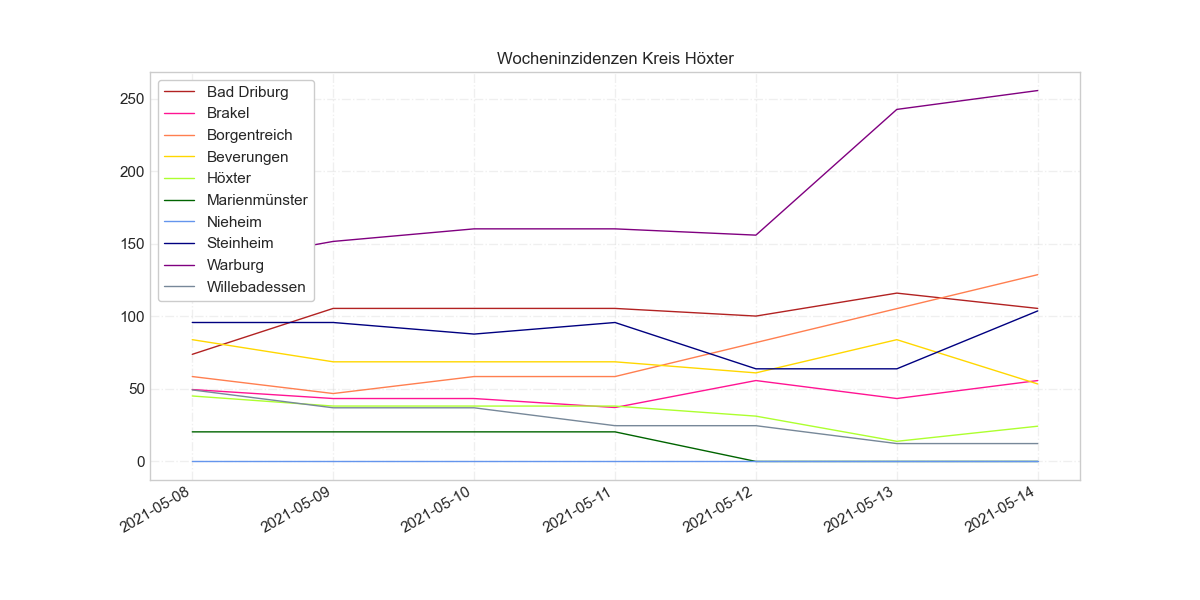 Wocheninzidenzen Kreis Höxter
250
200
150
100
50
0
Bad Driburg
Brakel
Borgentreich
Beverungen
Höxter
Marienmünster
Nieheim
Steinheim
Warburg
Willebadessen
2021-05-08
2021-05-09
2021-05-10
2021-05-11
2021-05-12
2021-05-13
2021-05-14